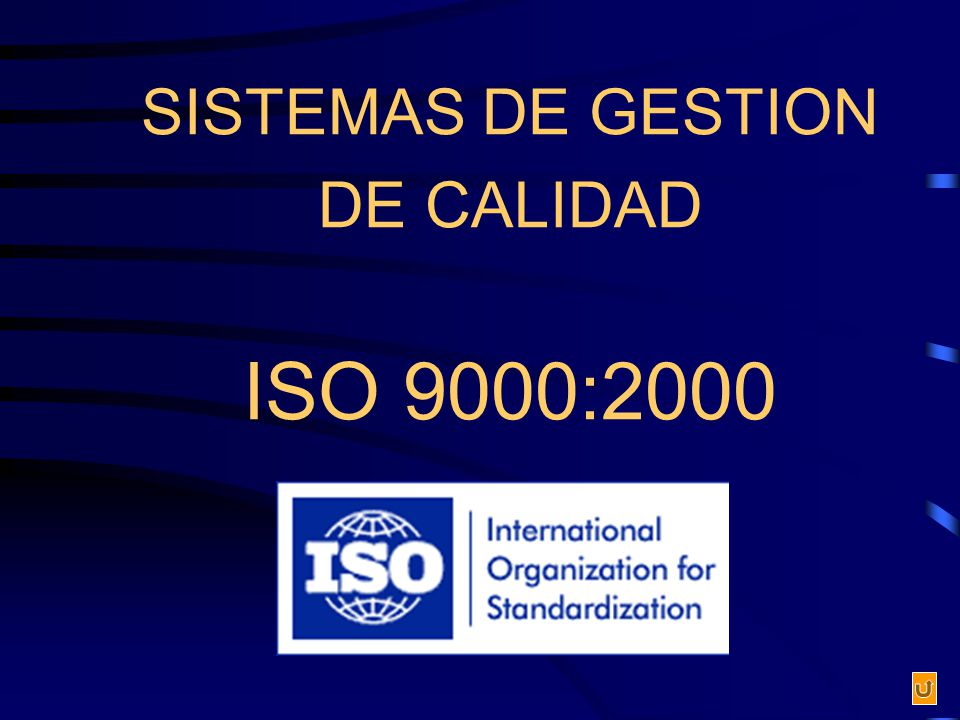 SISTEMAS DE GESTION
DE CALIDAD
ISO 9000:2000
ISO
International
Organization for
Standardization